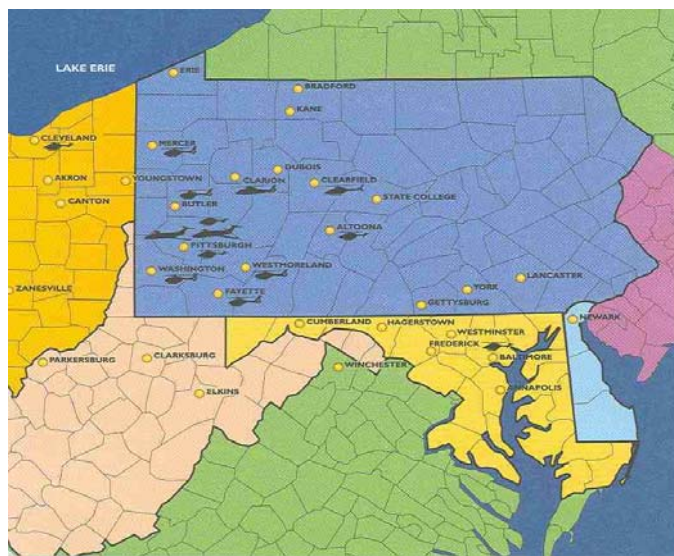 LAKE ERIE
ERIE
BRADFORD
KANE
CLEVELAND
MERCER
DUBOIS
AKRON
YOUNGSTOWN
CLARION
CLEARFIELD
CANTON
BUTLER
STATE COLLEGE
ALTOONA
PITTSBURGH
WASHINGTON
WESTMORELAND
ZANESVILLE
FAYETTE
YORK
LANCASTER
GETTYSBURG
NEWARK
CUMBERLAND
HAGERSTOWN
WESTMINSTER
FREDERICK
BALTIMORE
PARKERSBURG
CLARKSBURG
WINCHESTER
ELKINS
ANNAPOLIS